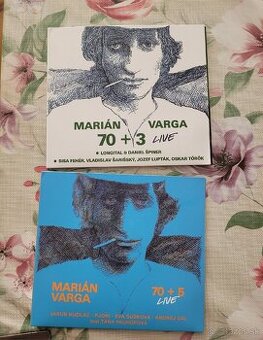 MARIÁN VARGA
70 + 3 LIVE
● LONGITAL & DANIEL ŠPINER
● SISA FEHÉR, VLADISLAV ŠARIŠSKÝ, JOZEF LUPTÁK, OSKAR TÖRÖK
MARIÁN 70 + 5
VARGA LIVE